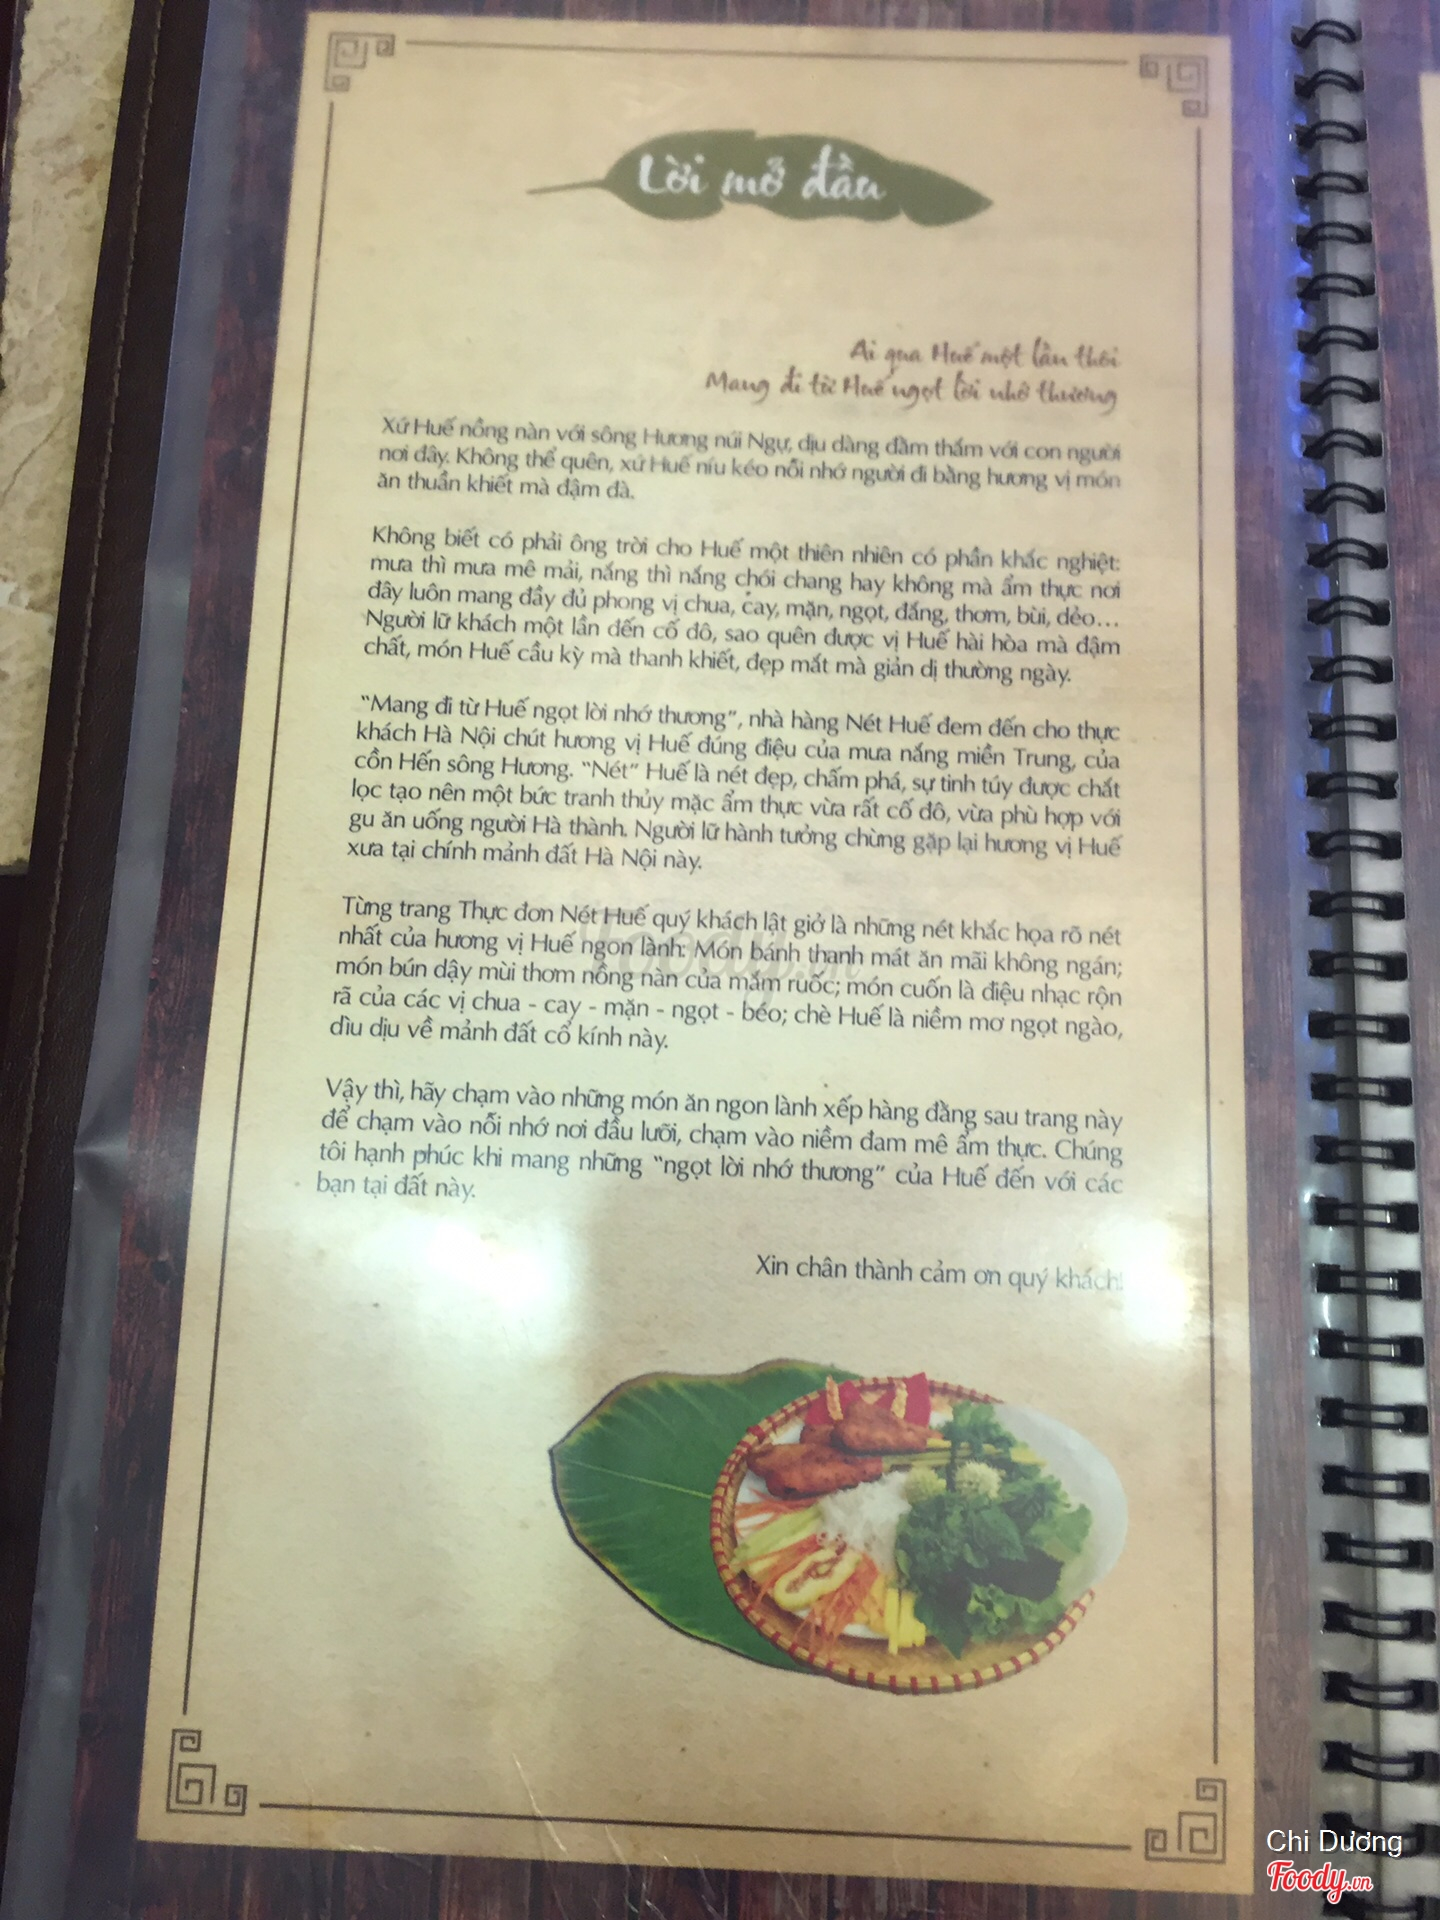 Lời mở đầu
Ai qua Huế một lần thôi
Mang đi từ Huế ngọt lời nhớ thương
Xứ Huế nồng nàn với sông Hương núi Ngự, dịu dàng đằm thắm với con người
nơi đây. Không thể quên, xứ Huế níu kéo nỗi nhớ người đi bằng hương vị món
ăn thuần khiết mà đậm đà.
Không biết có phải ông trời cho Huế một thiên nhiên có phần khắc nghiệt:
mưa thì mưa mê mải, nắng thì nắng chói chang hay không mà ẩm thực nơi
đây luôn mang đầy đủ phong vị chua, cay, mặn, ngọt, đắng, thơm, bùi, dẻo...
Người lữ khách một lần đến cố đô, sao quên được vị Huế hài hòa mà đậm
chất, món Huế cầu kỳ mà thanh khiết, đẹp mắt mà giản dị thường ngày.
“Mang đi từ Huế ngọt lời nhớ thương”, nhà hàng Nét Huế đem đến cho thực
khách Hà Nội chút hương vị Huế đúng điệu của mưa nắng miền Trung, của
cồn Hến sông Hương. “Nét” Huế là nét đẹp, chấm phá, sự tinh túy được chắt
lọc tạo nên một bức tranh thủy mặc ẩm thực vừa rất cố đô, vừa phù hợp với
gu ăn uống người Hà thành. Người lữ hành tưởng chừng gặp lại hương vị Huế
xưa tại chính mảnh đất Hà Nội này.
Từng trang Thực đơn Nét Huế quý khách lật giở là những nét khắc họa rõ nét
nhất của hương vị Huế ngon lành: Món bánh thanh mát ăn mãi không ngán;
món bún dậy mùi thơm nồng nàn của mắm ruốc; món cuốn là điệu nhạc rộn
rã của các vị chua - cay - mặn - ngọt - béo; chè Huế là niềm mơ ngọt ngào,
dìu dịu về mảnh đất cổ kính này.
Vậy thì, hãy chạm vào những món ăn ngon lành xếp hàng đằng sau trang này
để chạm vào nỗi nhớ nơi đầu lưỡi, chạm vào niềm đam mê ẩm thực. Chúng
tôi hạnh phúc khi mang những “ngọt lời nhớ thương” của Huế đến với các
bạn tại đất này.
Xin chân thành cảm ơn quý khách!
Foody.vn
Chi Dương
Foody.vn